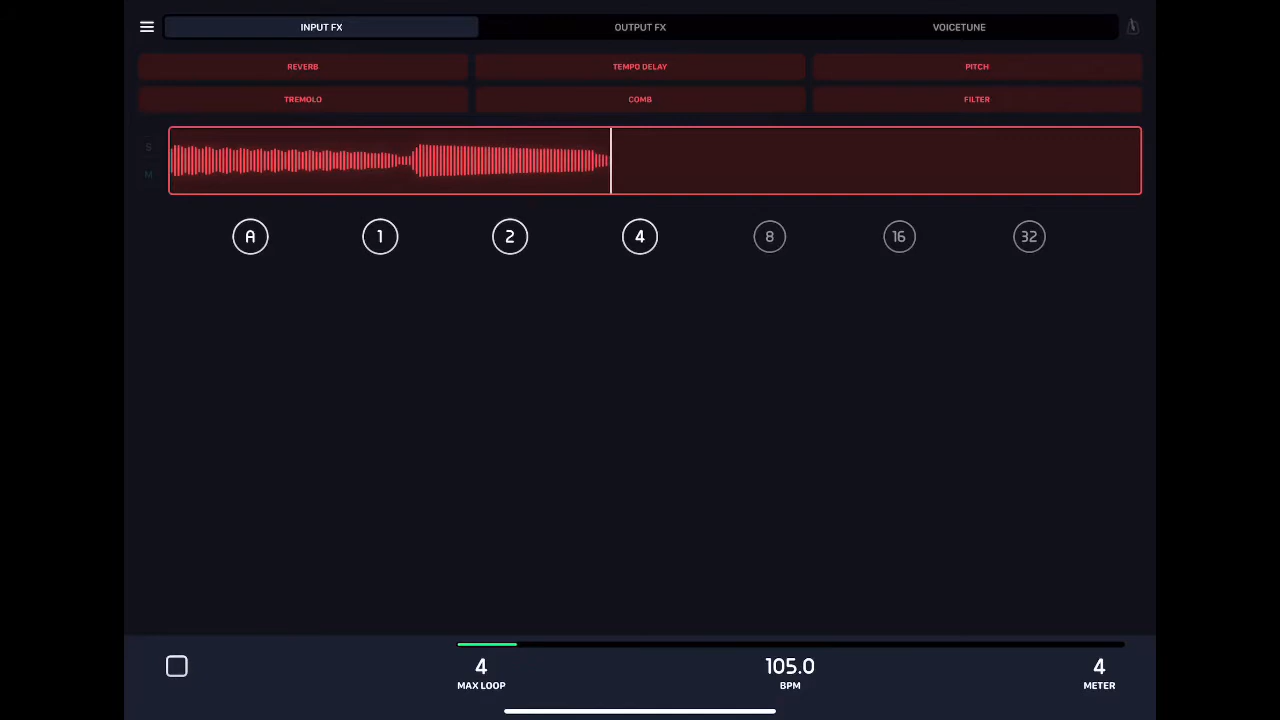 INPUT FX OUTPUT FX VOICETUNE
REVERB TEMPO DELAY PITCH
TREMOLO COMB FILTER
S
M
A 1 2 4 8 16 32
4 105.0 4
MAX LOOP BPM METER